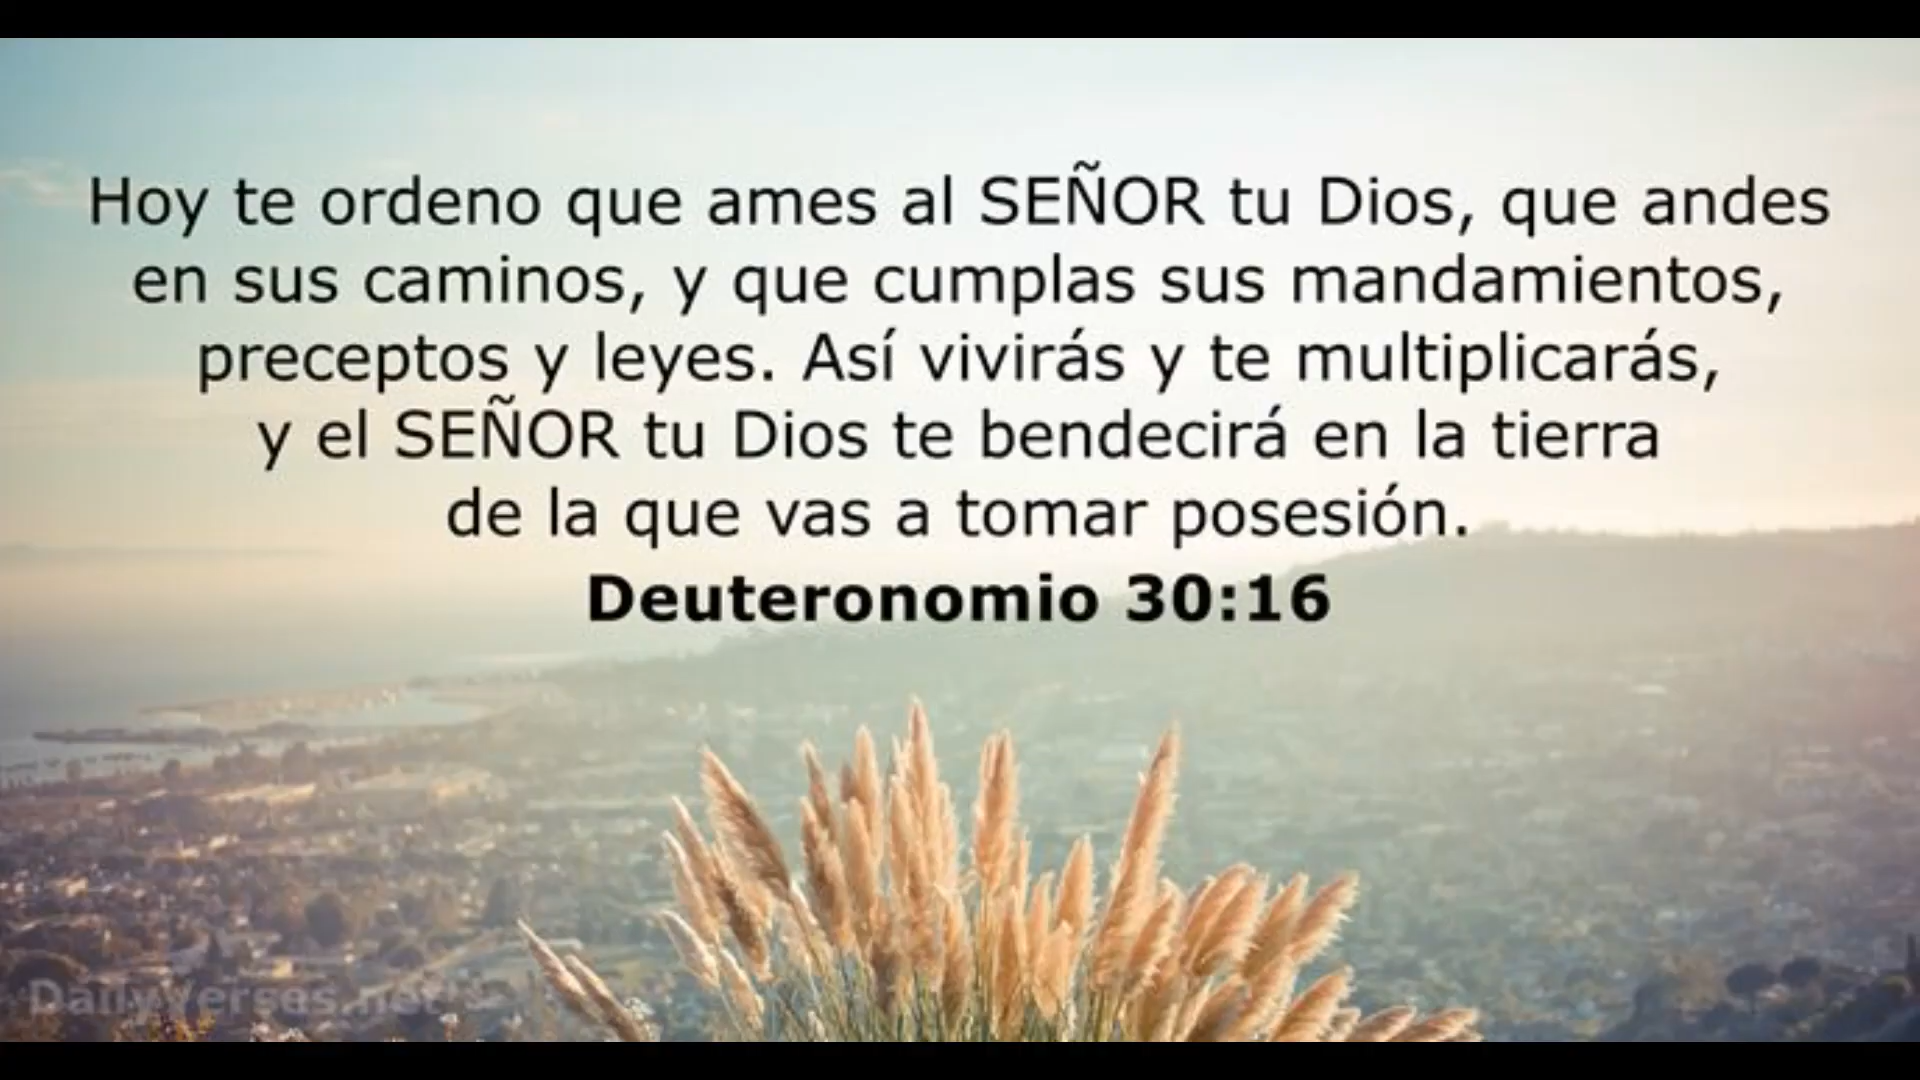 Hoy te ordeno que ames al SEÑOR tu Dios, que andes
en sus caminos, y que cumplas sus mandamientos,
preceptos y leyes. Así vivirás y te multiplicarás,
y el SEÑOR tu Dios te bendecirá en la tierra
de la que vas a tomar posesión.
Deuteronomio 30:16
DailyVerses.net